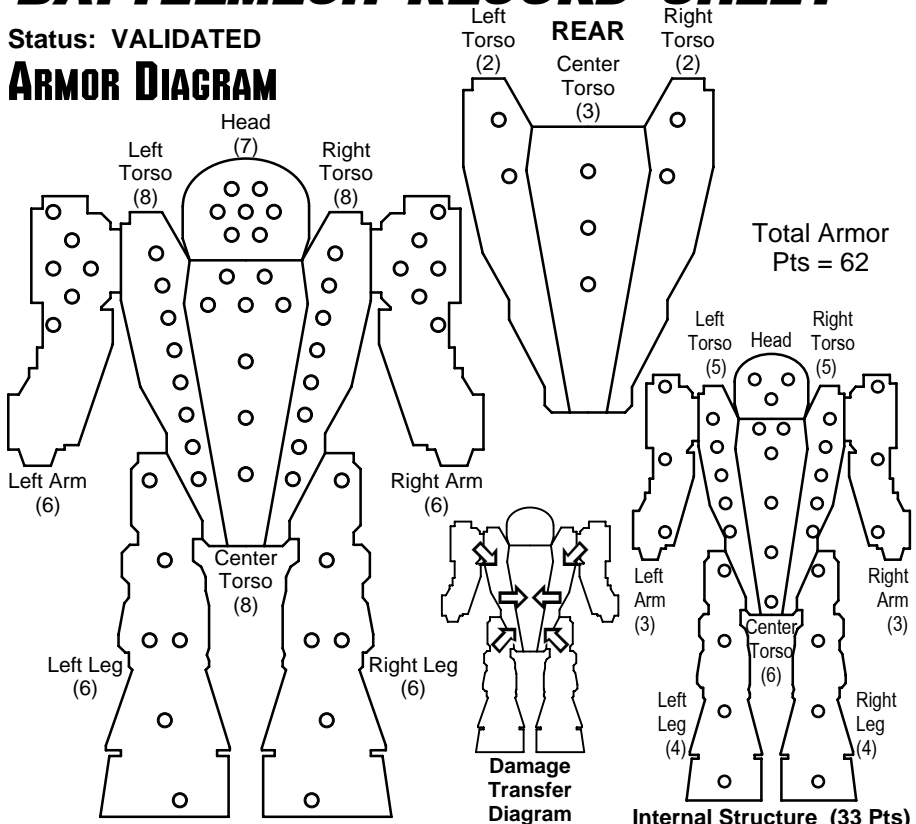 BATTLEMECH RECORD SHEET
Status: VALIDATED
ARMOR DIAGRAM
Left
Torso
(2)
REAR
Center
Torso
(3)
Right
Torso
(2)
Head
(7)
Left
Torso
(8)
Right
Torso
(8)
Total Armor
Pts = 62
Left Arm
(6)
Right Arm
(6)
Center
Torso
(8)
Left Leg
(6)
Right Leg
(6)
Damage
Transfer
Diagram
Left
Torso
(5)
Head
Right
Torso
(5)
Left
Arm
(3)
Right
Arm
(3)
Center
Torso
(6)
Left
Leg
(4)
Right
Leg
(4)
Internal Structure (33 Pts)